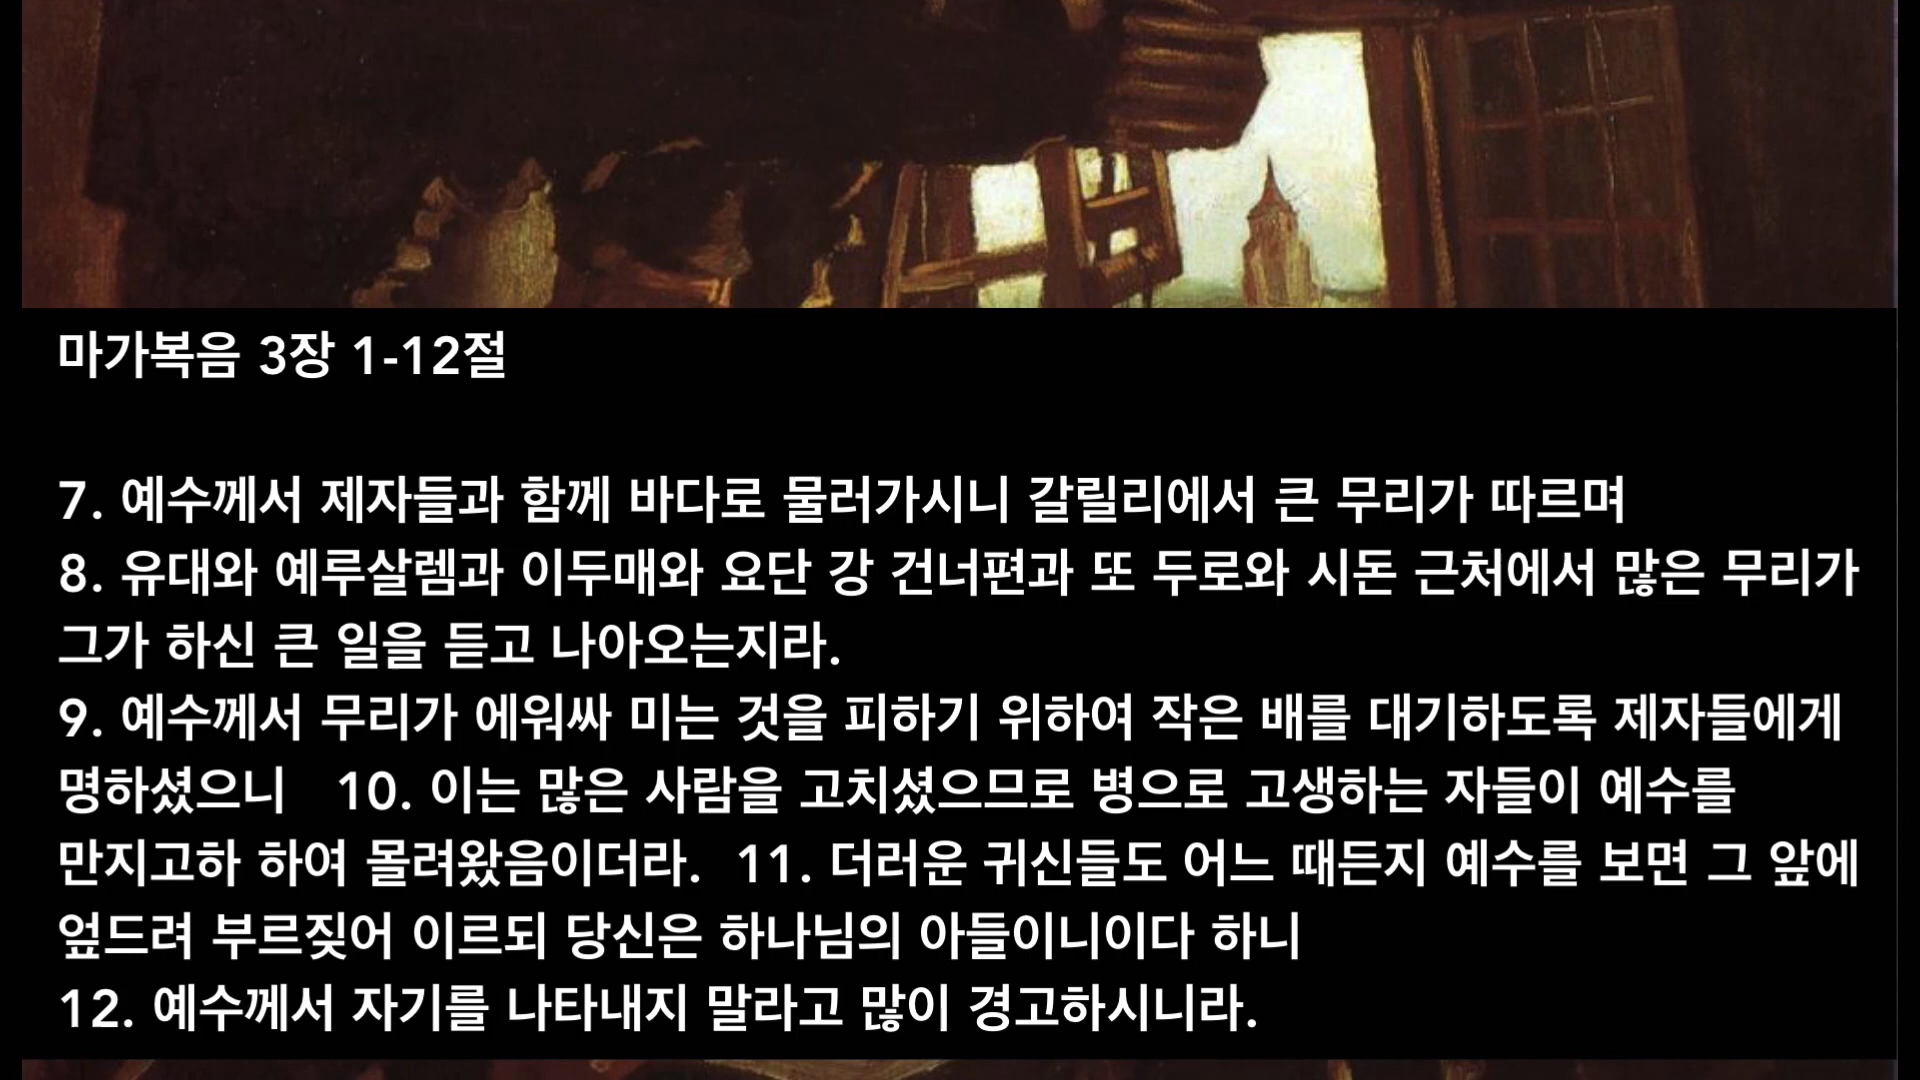 마가복음 3장 1-12절
7. 예수께서 제자들과 함께 바다로 물러가시니 갈릴리에서 큰 무리가 따르며
8. 유대와 예루살렘과 이두매와 요단 강 건너편과 또 두로와 시돈 근처에서 많은 무리가
그가 하신 큰 일을 듣고 나아오는지라.
9. 예수께서 무리가 에워싸 미는 것을 피하기 위하여 작은 배를 대기하도록 제자들에게
명하셨으니 10. 이는 많은 사람을 고치셨으므로 병으로 고생하는 자들이 예수를
만지고하 하여 몰려왔음이더라. 11. 더러운 귀신들도 어느 때든지 예수를 보면 그 앞에
엎드려 부르짖어 이르되 당신은 하나님의 아들이니이다 하니
12. 예수께서 자기를 나타내지 말라고 많이 경고하시니라.